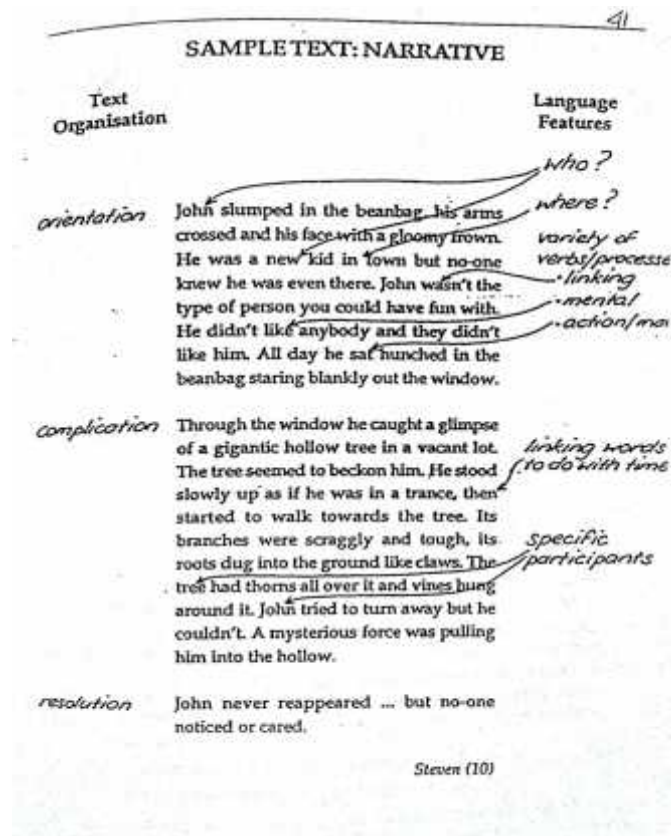 41
SAMPLE TEXT: NARRATIVE
Text
Organisation
Language
Features
who?
orientation
John slumped in the beanbag, his arms
where?
crossed and his face with a gloomy frown.
He was a new kid in town but no-one
variety of
verbs/processe
knew he was even there. John wasn't the
• linking
type of person you could have fun with.
• mental
He didn't like anybody and they didn't
• action/
like him. All day he sat hunched in the
beanbag staring blankly out the window.
complication
Through the window he caught a glimpse
of a gigantic hollow tree in a vacant lot.
linking words
The tree seemed to beckon him. He stood
to do with time
slowly up as if he was in a trance, then
started to walk towards the tree. Its
branches were scraggly and tough, its
specific
roots dug into the ground like claws. The
participants
tree had thorns all over it and vines hung
around it. John tried to turn away but he
couldn't. A mysterious force was pulling
him into the hollow.
resolution
John never reappeared ... but no-one
noticed or cared.
Steven (10)